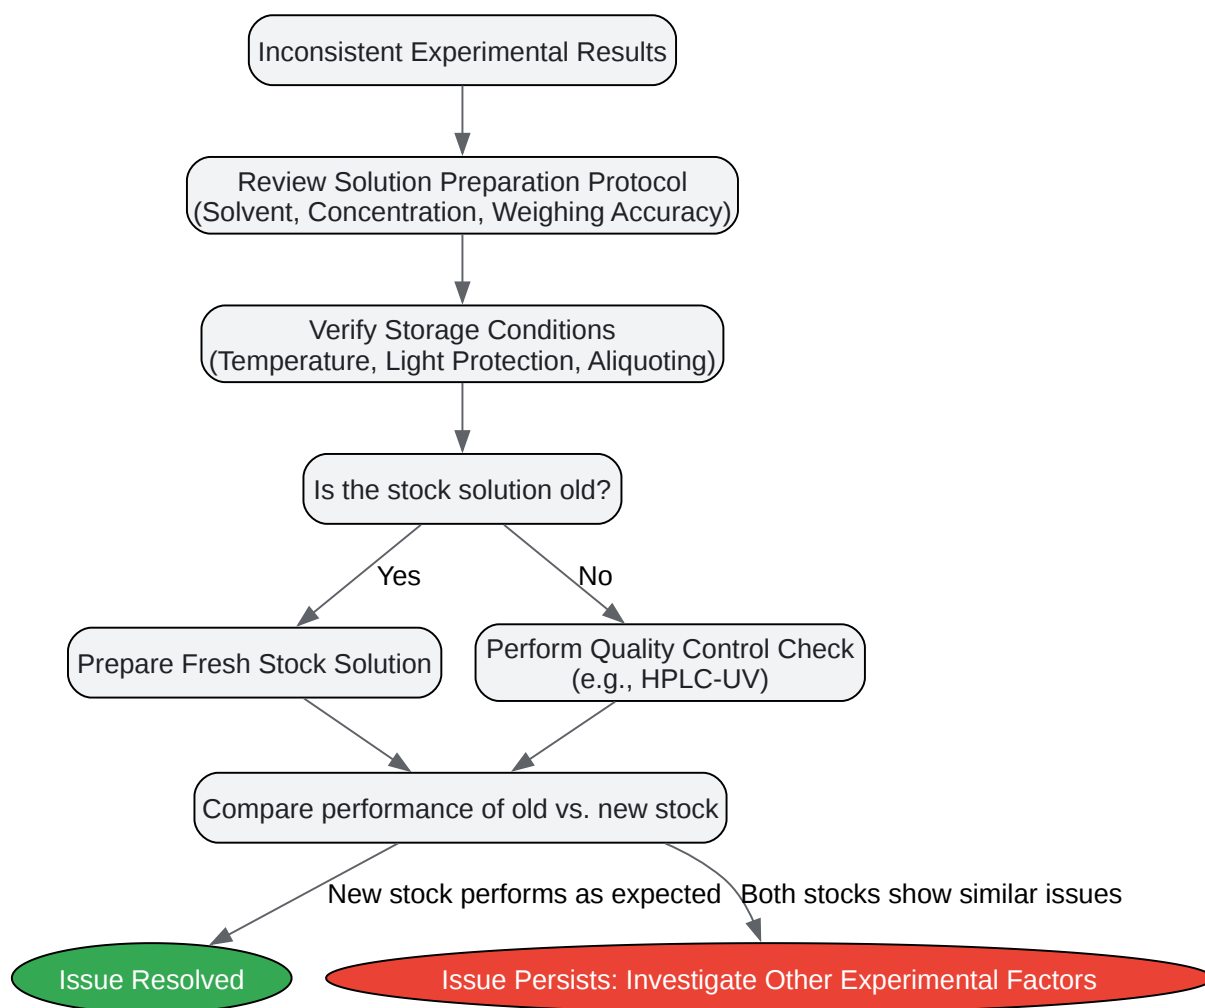 Inconsistent Experimental Results
Review Solution Preparation Protocol
(Solvent, Concentration, Weighing Accuracy)
Verify Storage Conditions
(Temperature, Light Protection, Aliquoting)
Is the stock solution old?
Yes
No
Prepare Fresh Stock Solution
Perform Quality Control Check
(e.g., HPLC-UV)
Compare performance of old vs. new stock
New stock performs as expected
Both stocks show similar issues
Issue Resolved
Issue Persists: Investigate Other Experimental Factors